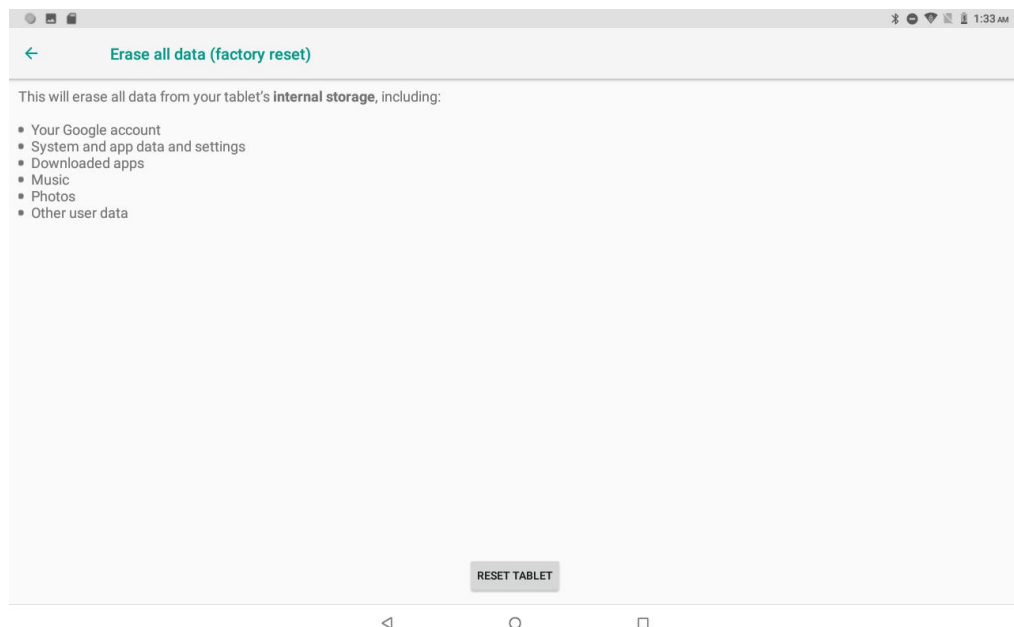 1:33 AM
Erase all data (factory reset)
This will erase all data from your tablet's internal storage, including:
• Your Google account
• System and app data and settings
• Downloaded apps
• Music
• Photos
• Other user data
RESET TABLET